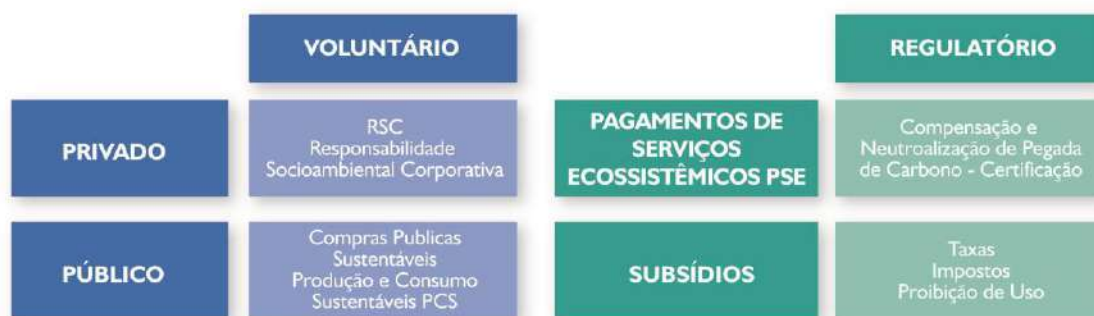 VOLUNTÁRIO
REGULATÓRIO
PRIVADO
RSC
Responsabilidade
Socioambiental Corporativa
PAGAMENTOS DE
SERVIÇOS
ECOSSISTÊMICOS PSE
Compensação e
Neutroalização de Pegada
de Carbono - Certificação
PÚBLICO
Compras Publicas
Sustentáveis
Produção e Consumo
Sustentáveis PCS
SUBSÍDIOS
Taxas
Impostos
Proibição de Uso